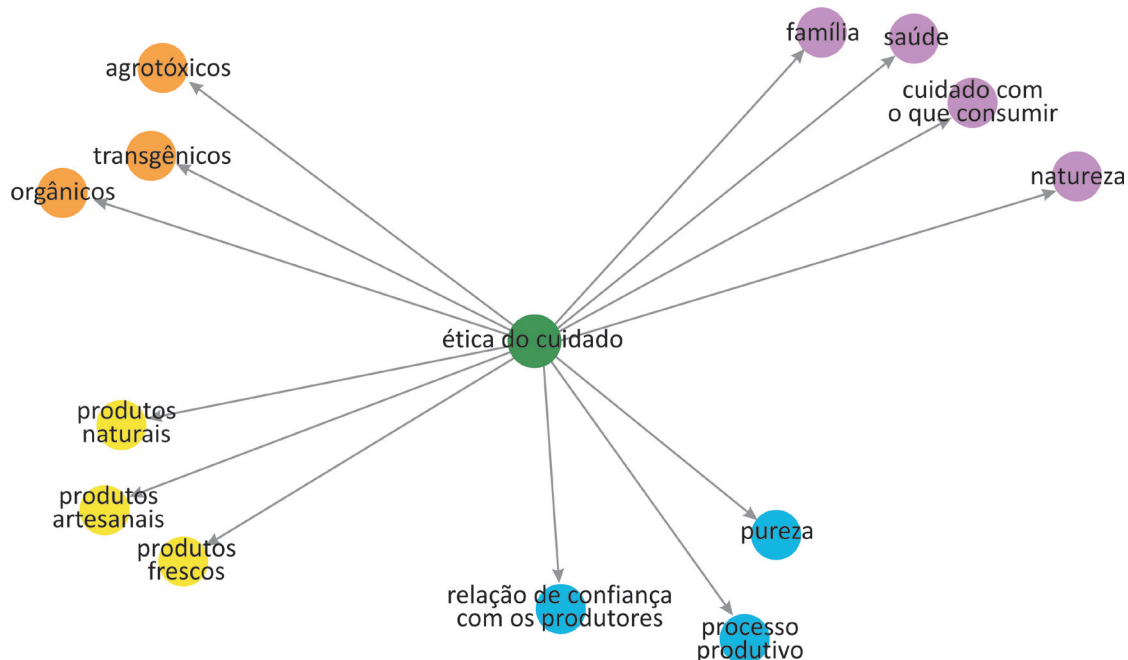 família
saúde
agrotóxicos
cuidado com
o que consumir
transgênicos
orgânicos
natureza
ética do cuidado
produtos
naturais
produtos
artesanais
produtos
frescos
pureza
relação de confiança
com os produtores
processo
produtivo